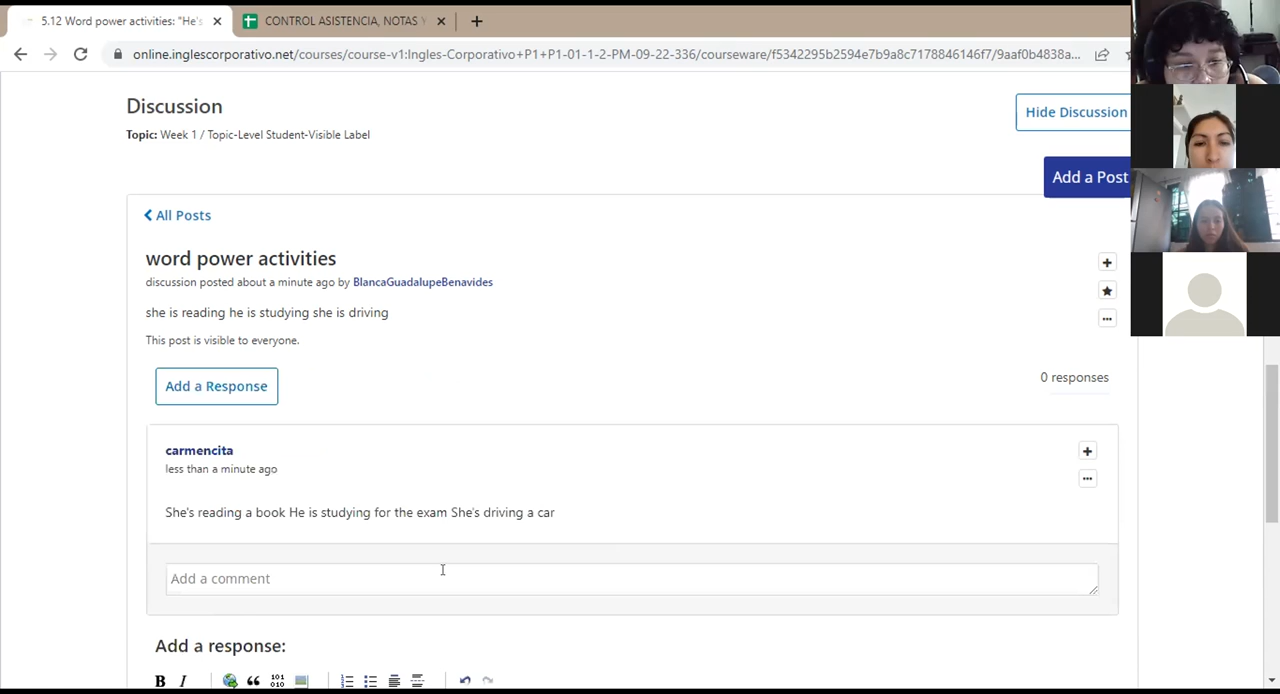 5.12 Word power activities: "He's
CONTROL ASISTENCIA, NOTAS Y
online.inglescorporativo.net/courses/course-v1:Ingles-Corporativo+P1+P1-01-1-2-PM-09-22-336/courseware/f5342295b2594e7b9a8c7178846146f7/9aaf0b4838a...
Discussion
Hide Discussion
Topic: Week 1 / Topic-Level Student-Visible Label
Add a Post
All Posts
word power activities
discussion posted about a minute ago by BlancaGuadalupeBenavides
she is reading he is studying she is driving
This post is visible to everyone.
Add a Response
0 responses
carmencita
less than a minute ago
She's reading a book He is studying for the exam She's driving a car
Add a comment
Add a response:
B I
101
010